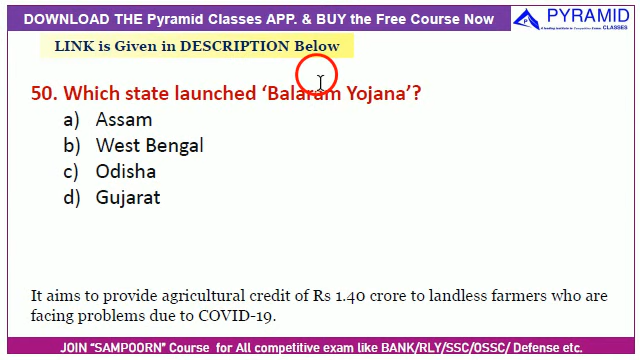 DOWNLOAD THE Pyramid Classes APP. & BUY the Free Course Now
PYRAMID
CLASSES
LINK is Given in DESCRIPTION Below
50. Which state launched ‘Balaram Yojana’?
a) Assam
b) West Bengal
c) Odisha
d) Gujarat
It aims to provide agricultural credit of Rs 1.40 crore to landless farmers who are
facing problems due to COVID-19.
JOIN “SAMPOORN” Course for All competitive exam like BANK/RLY/SSC/OSSC/ Defense etc.